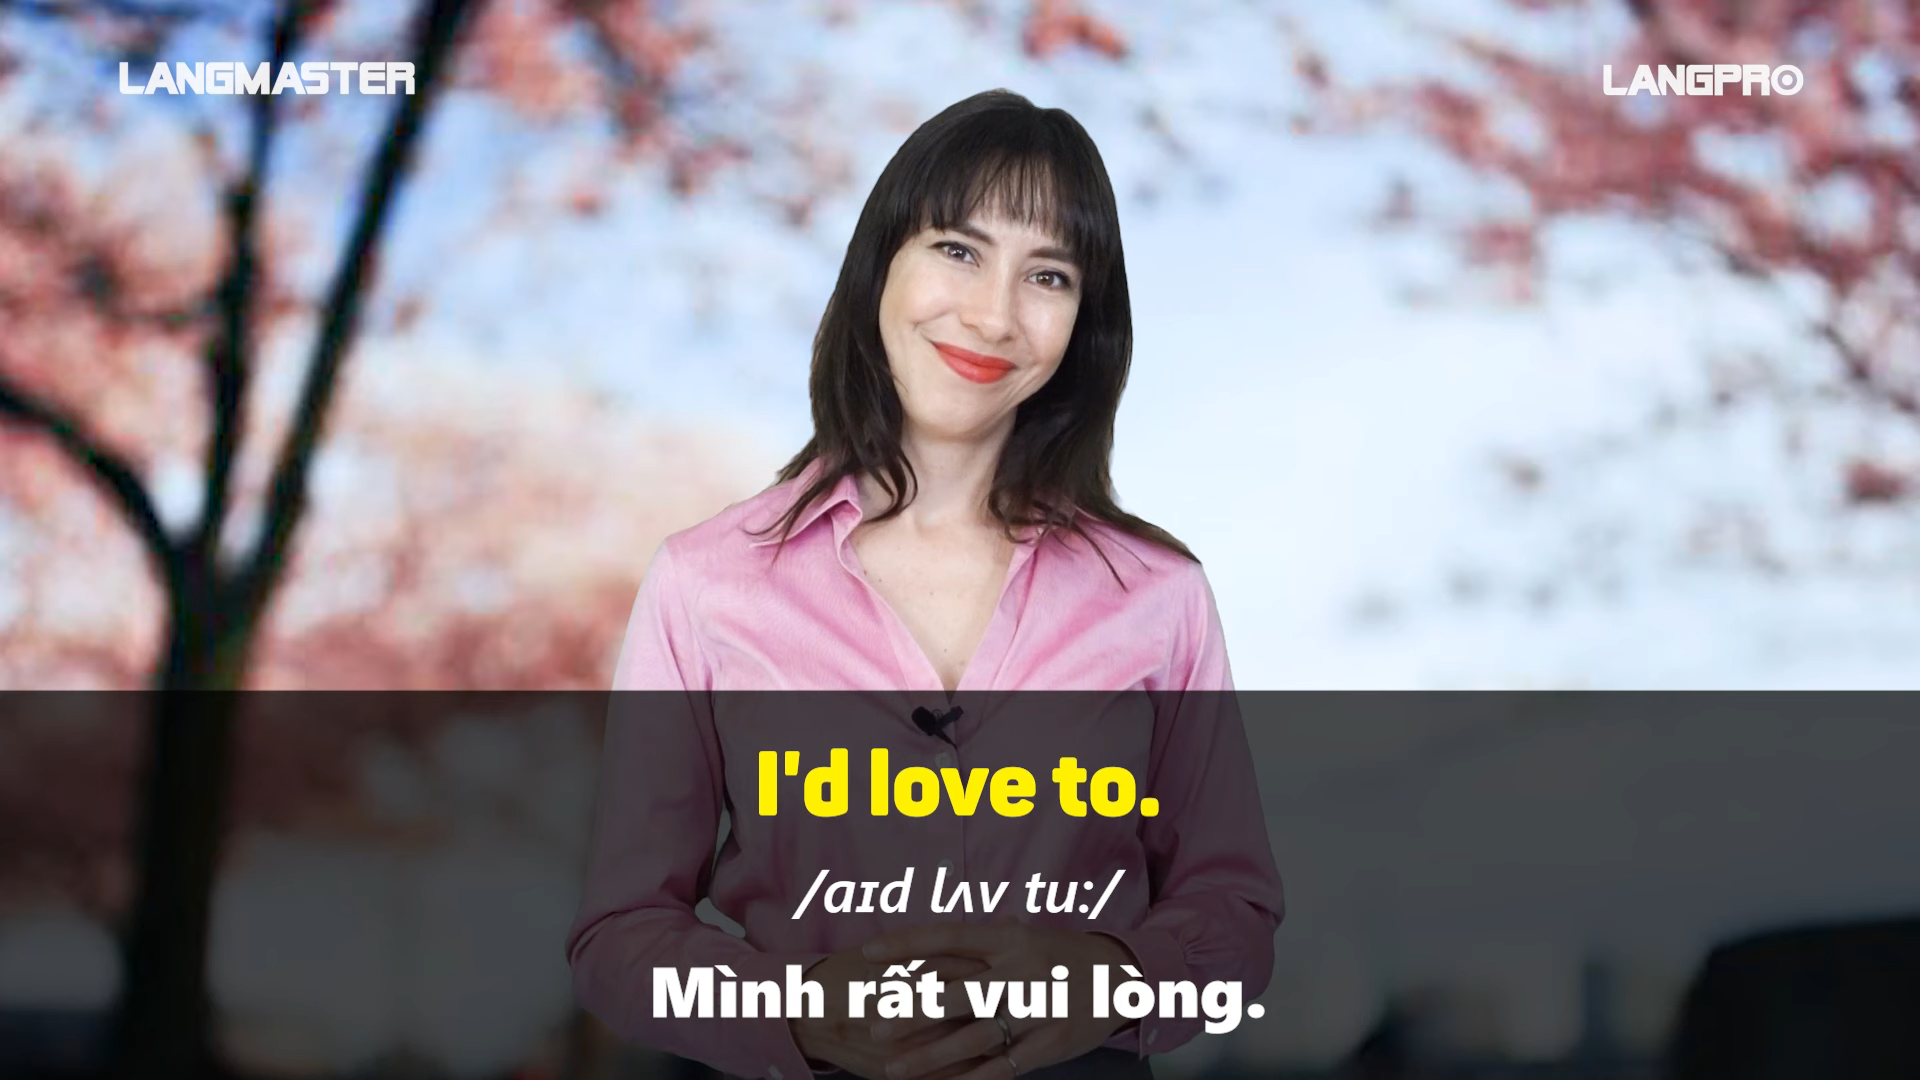 LANGMASTER
LANGPRO
I'd love to.
/aɪd lʌv tu:/
Mình rất vui lòng.